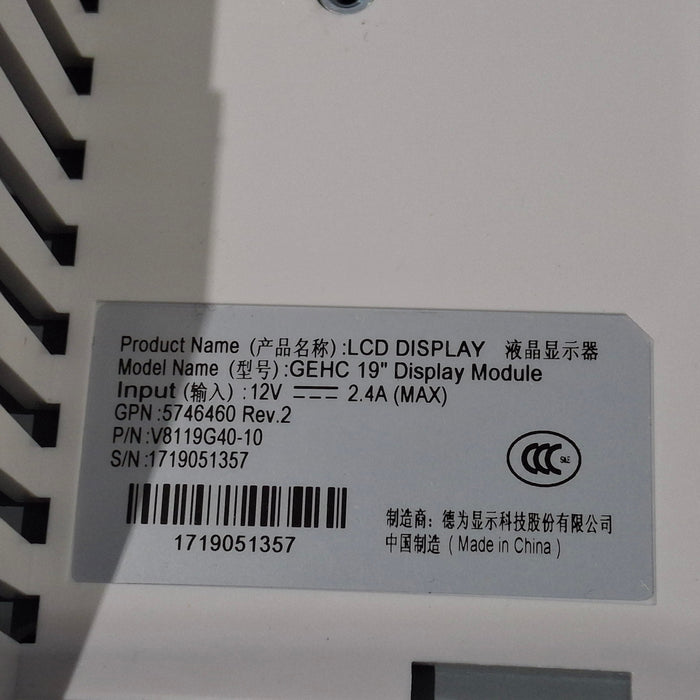 Product Name (产品名称):LCD DISPLAY 液晶显示器
Model Name (型号):GEHC 19" Display Module
Input (输入):12V ⎓ 2.4A (MAX)
GPN:5746460 Rev.2
P/N:V8119G40-10
S/N:1719051357
CCC
1719051357
制造商: 德为显示科技股份有限公司
中国制造 (Made in China)